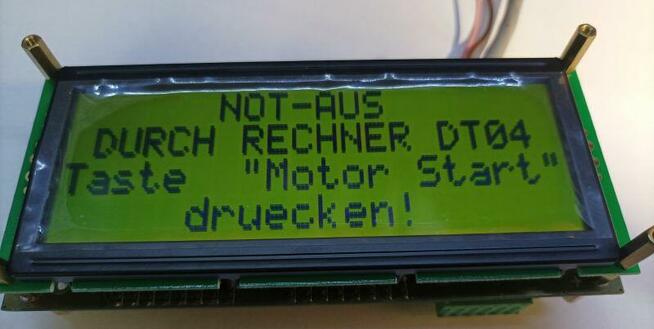 NOT-AUS
DURCH RECHNER DT04
Taste "Motor Start"
druecken!